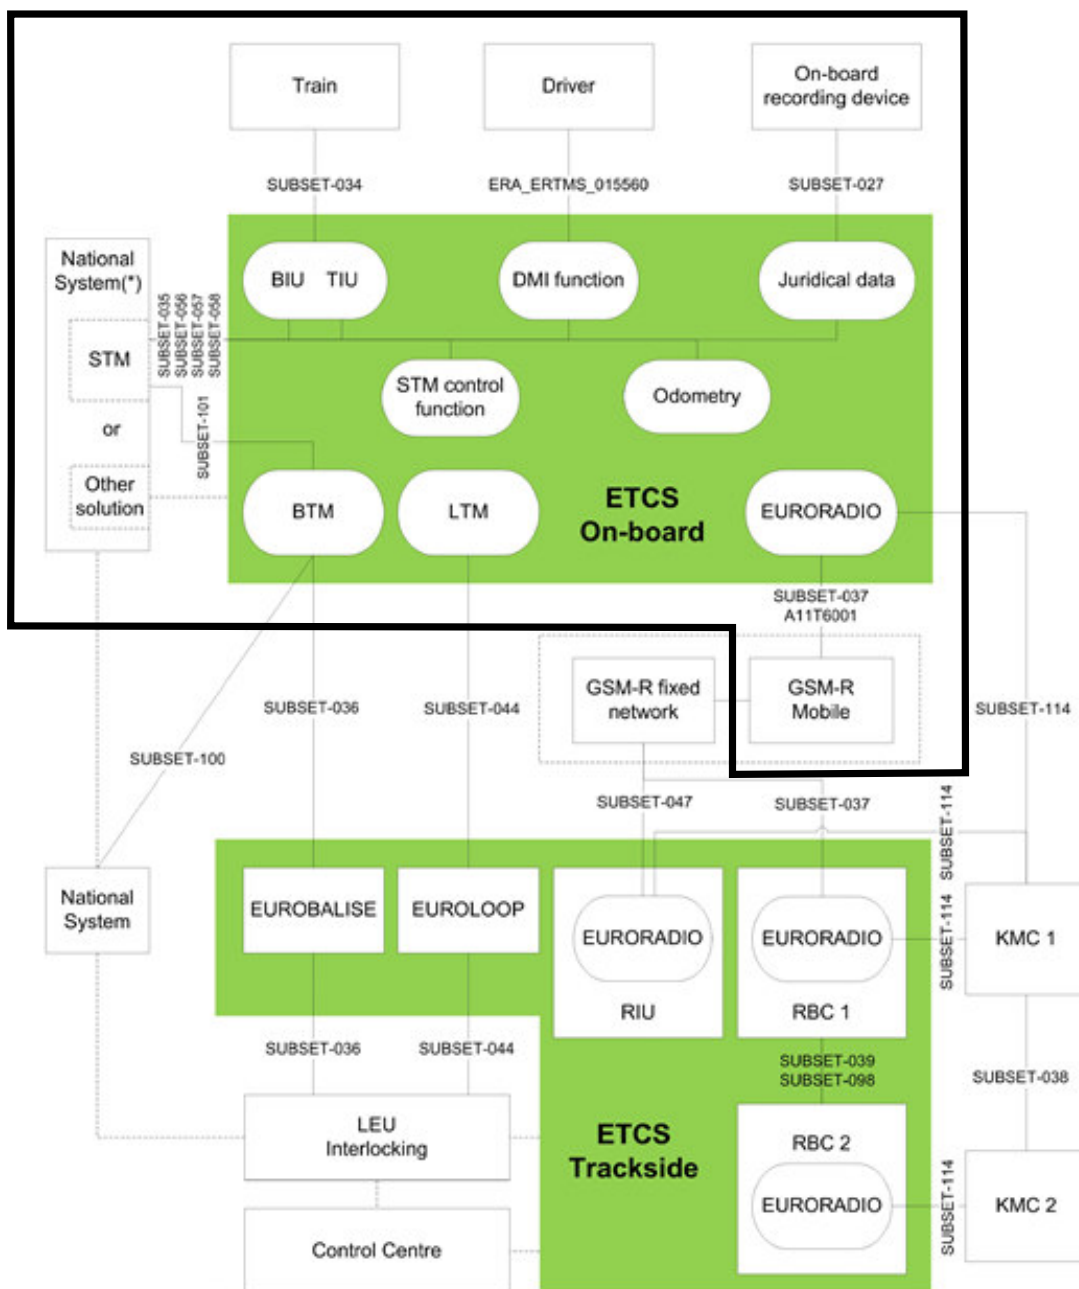 Train
Driver
On-board
recording device
SUBSET-034
ERA_ERTMS_015560
SUBSET-027
National
System(*)
STM
or
Other
solution
SUBSET-035
SUBSET-056
SUBSET-057
SUBSET-058
SUBSET-101
BIU TIU
DMI function
Juridical data
STM control
function
Odometry
BTM
LTM
ETCS
On-board
EURORADIO
SUBSET-037
A11T6001
GSM-R fixed
network
GSM-R
Mobile
SUBSET-036
SUBSET-044
SUBSET-114
SUBSET-100
SUBSET-047
SUBSET-037
SUBSET-114
National
System
EUROBALISE
EUROLOOP
EURORADIO
RIU
EURORADIO
RBC 1
SUBSET-114
KMC 1
SUBSET-036
SUBSET-044
SUBSET-039
SUBSET-098
SUBSET-038
LEU
Interlocking
ETCS
Trackside
RBC 2
EURORADIO
SUBSET-114
KMC 2
Control Centre